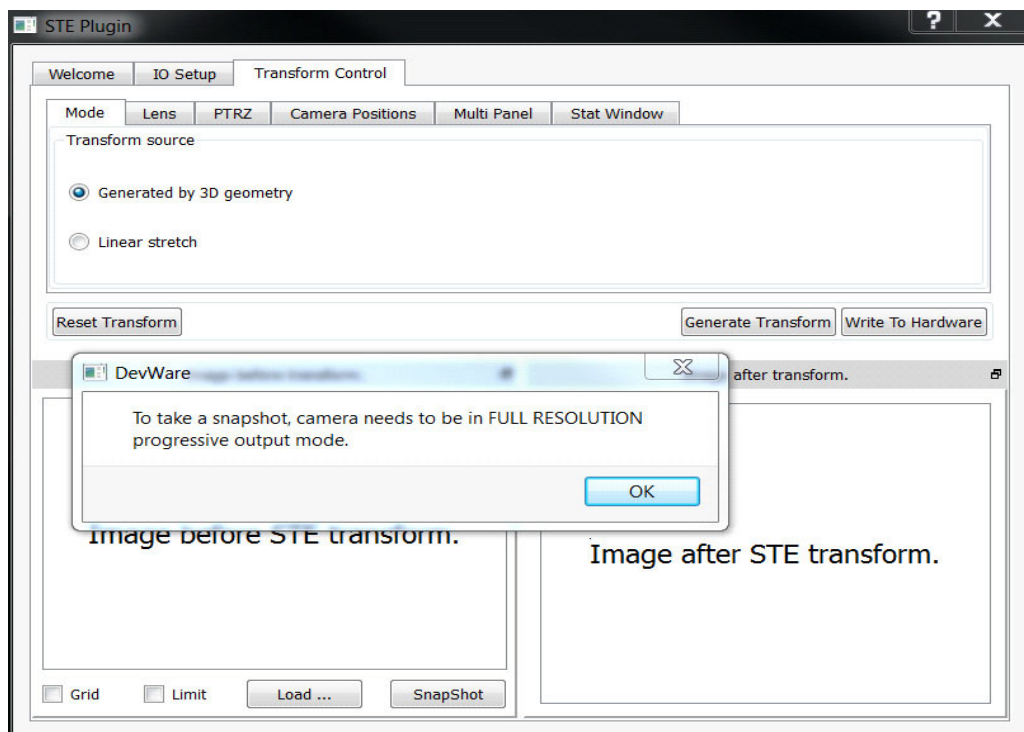 STE Plugin
?
X
Welcome
IO Setup
Transform Control
Mode
Lens
PTRZ
Camera Positions
Multi Panel
Stat Window
Transform source
Generated by 3D geometry
Linear stretch
Reset Transform
Generate Transform
Write To Hardware
DevWare
Image before transform.
after transform.
To take a snapshot, camera needs to be in FULL RESOLUTION
progressive output mode.
OK
Image before STE transform.
Image after STE transform.
Grid
Limit
Load ...
SnapShot